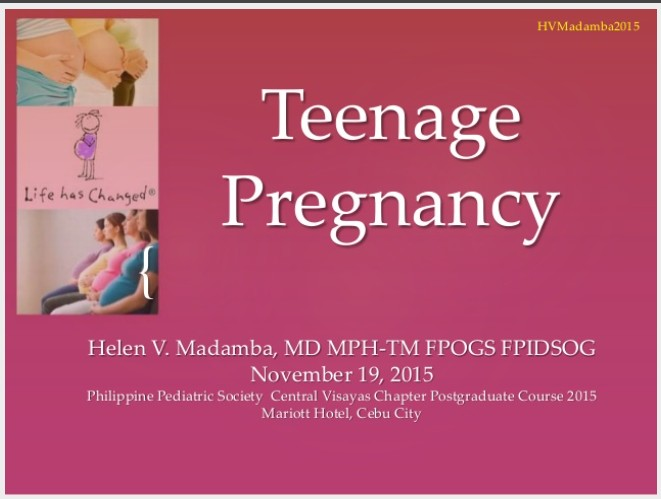 HVMadamba2015
Teenage
Pregnancy
Life has Changed®
{
Helen V. Madamba, MD MPH-TM FPOGS FPIDSOG
November 19, 2015
Philippine Pediatric Society Central Visayas Chapter Postgraduate Course 2015
Mariott Hotel, Cebu City